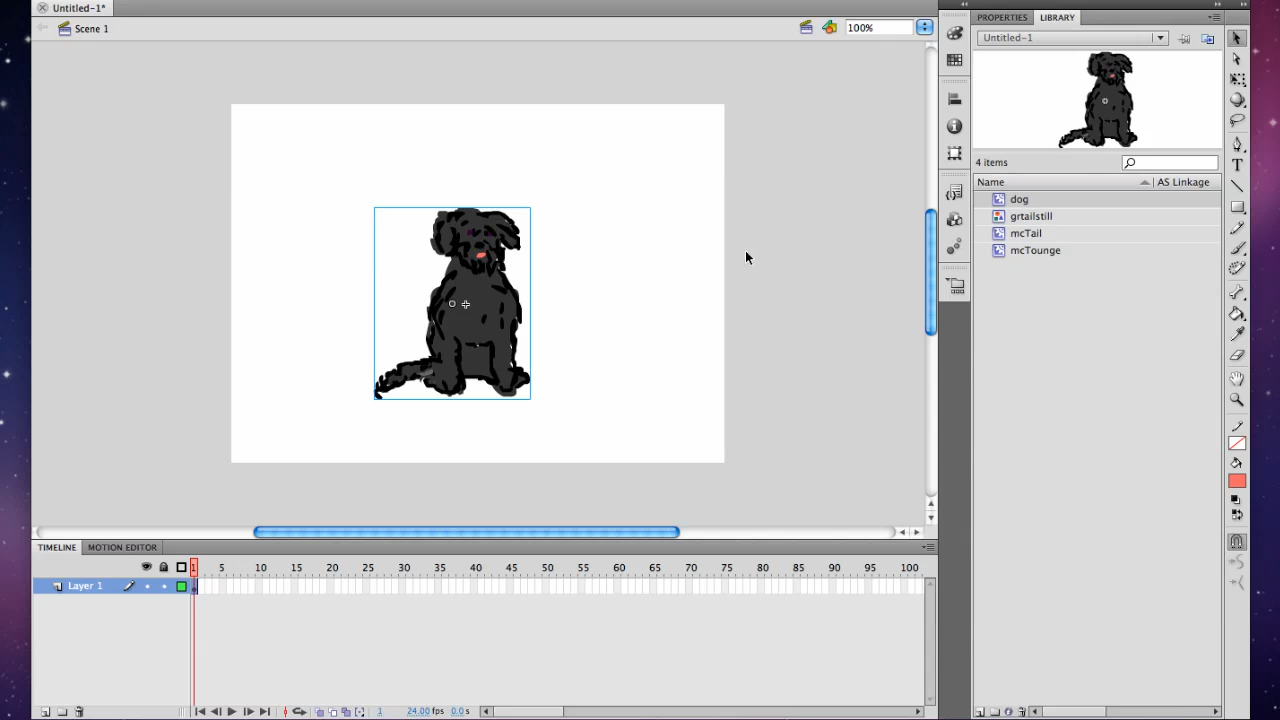 Untitled-1*
Scene 1
100%
PROPERTIES LIBRARY
Untitled-1
4 items
Name AS Linkage
dog
grtailstill
mcTail
mcTounge
TIMELINE MOTION EDITOR
1 5 10 15 20 25 30 35 40 45 50 55 60 65 70 75 80 85 90 95 100
Layer 1
1 24.00 fps 0.0 s